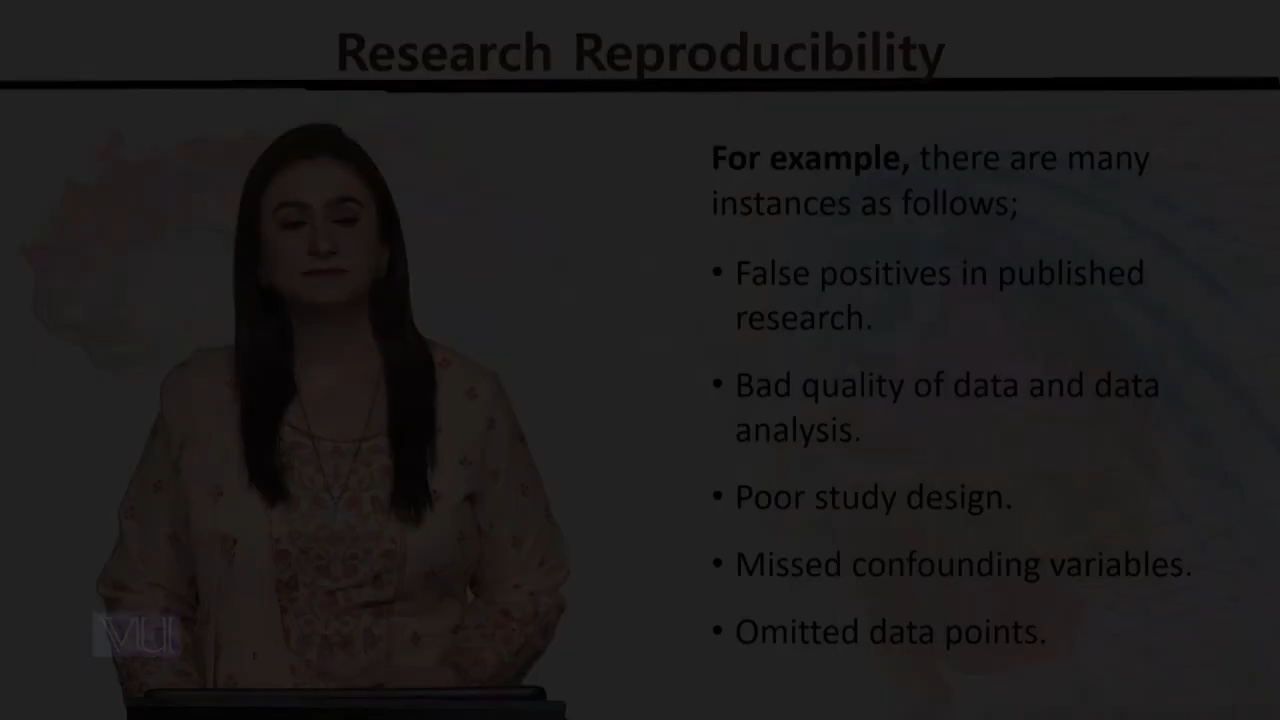 Research Reproducibility
For example, there are many
instances as follows;
• False positives in published
research.
• Bad quality of data and data
analysis.
• Poor study design.
• Missed confounding variables.
• Omitted data points.
VU